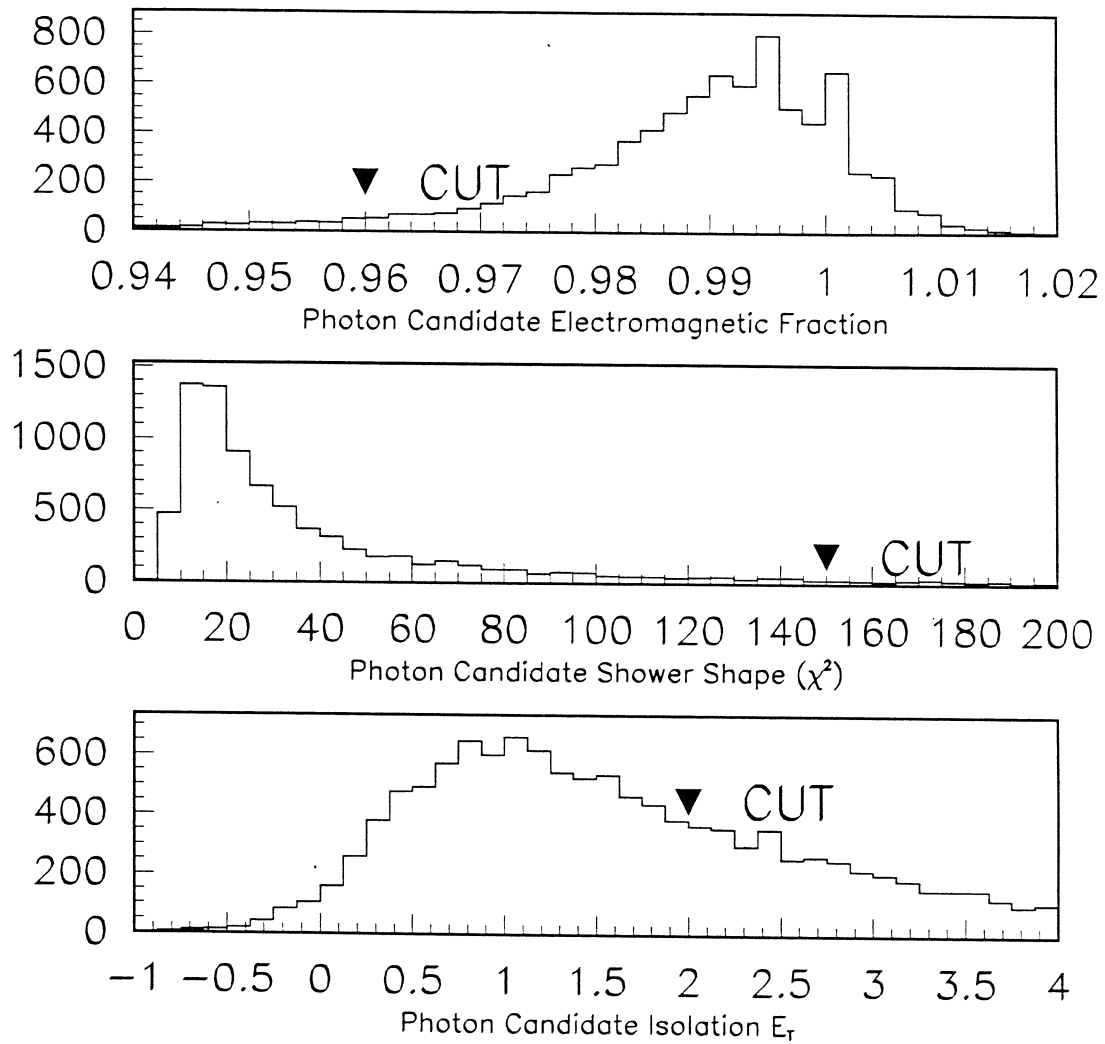 800
600
400
200
0
CUT
0.94 0.95 0.96 0.97 0.98 0.99 1 1.01 1.02
Photon Candidate Electromagnetic Fraction
1500
1000
500
0
CUT
0 20 40 60 80 100 120 140 160 180 200
Photon Candidate Shower Shape (χ²)
600
400
200
0
CUT
−1 −0.5 0 0.5 1 1.5 2 2.5 3 3.5 4
Photon Candidate Isolation E_T